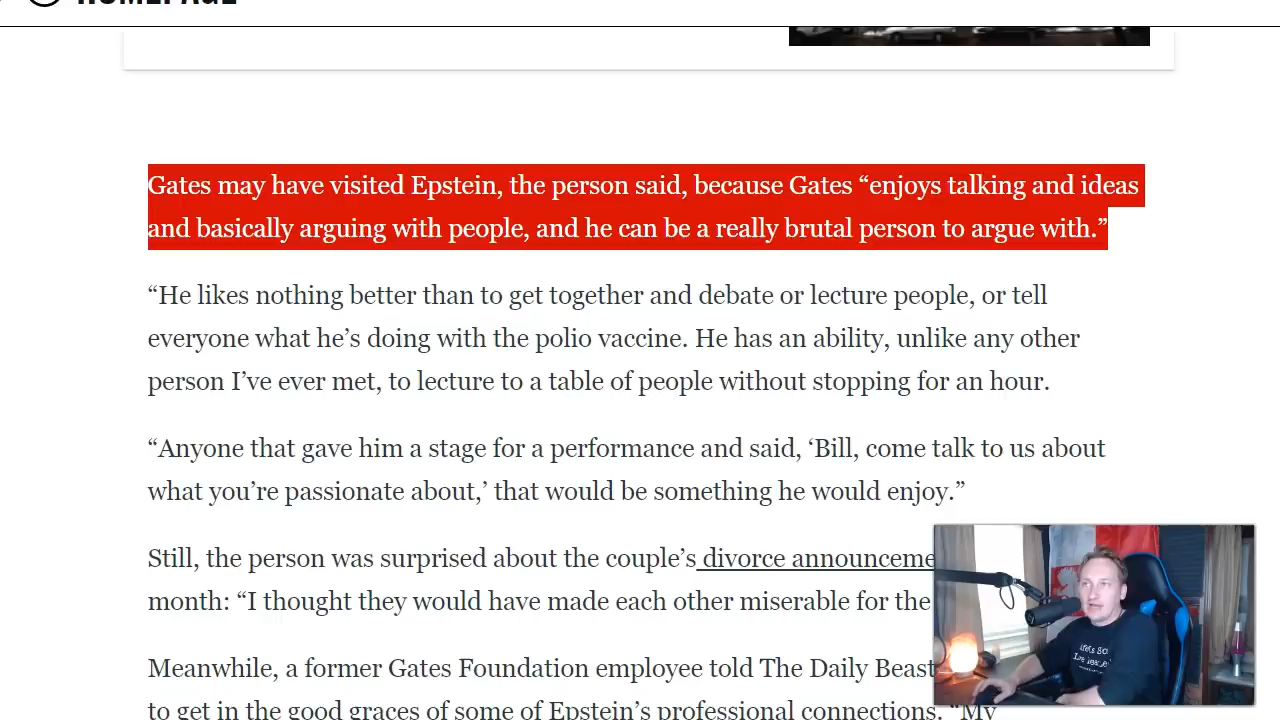 HOMEPAGE
Gates may have visited Epstein, the person said, because Gates “enjoys talking and ideas
and basically arguing with people, and he can be a really brutal person to argue with.”
“He likes nothing better than to get together and debate or lecture people, or tell
everyone what he’s doing with the polio vaccine. He has an ability, unlike any other
person I’ve ever met, to lecture to a table of people without stopping for an hour.
“Anyone that gave him a stage for a performance and said, ‘Bill, come talk to us about
what you’re passionate about,’ that would be something he would enjoy.”
Still, the person was surprised about the couple’s divorce announceme
month: “I thought they would have made each other miserable for the
Meanwhile, a former Gates Foundation employee told The Daily Beast
to get in the good graces of some of Epstein’s professional connections. “My